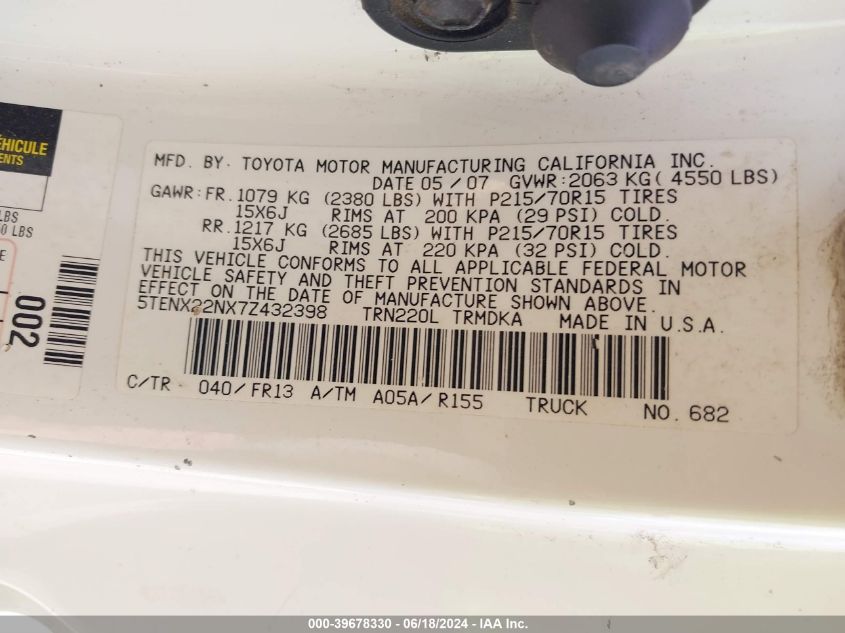 ÉHICULE
ENTS
LBS
0 LBS
E
002
MFD. BY: TOYOTA MOTOR MANUFACTURING CALIFORNIA INC.
DATE 05 / 07 GVWR:2063 KG( 4550 LBS)
GAWR:FR.1079 KG (2380 LBS) WITH P215/70R15 TIRES
15X6J RIMS AT 200 KPA (29 PSI) COLD.
RR.1217 KG (2685 LBS) WITH P215/70R15 TIRES
15X6J RIMS AT 220 KPA (32 PSI) COLD.
THIS VEHICLE CONFORMS TO ALL APPLICABLE FEDERAL MOTOR
VEHICLE SAFETY AND THEFT PREVENTION STANDARDS IN
EFFECT ON THE DATE OF MANUFACTURE SHOWN ABOVE.
5TENX22NX7Z432398 TRN220L TRMDKA MADE IN U.S.A.
C/TR 040/FR13 A/TM A05A/R155 TRUCK NO. 682
000-39678330 - 06/18/2024 - COPYRIGHT IAA, LLC.